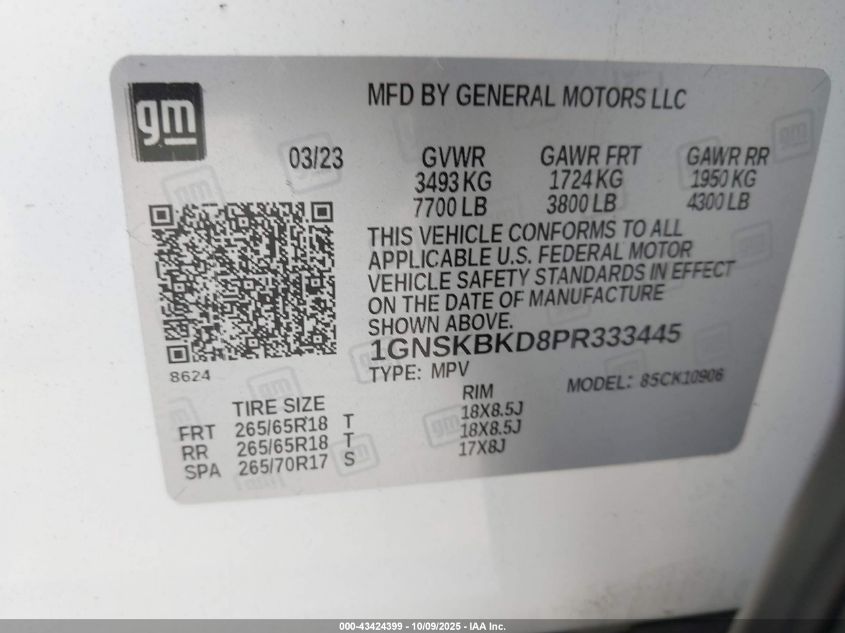 gm
MFD BY GENERAL MOTORS LLC
03/23
GVWR GAWR FRT GAWR RR
3493 KG 1724 KG 1950 KG
7700 LB 3800 LB 4300 LB
THIS VEHICLE CONFORMS TO ALL
APPLICABLE U.S. FEDERAL MOTOR
VEHICLE SAFETY STANDARDS IN EFFECT
ON THE DATE OF MANUFACTURE
SHOWN ABOVE.
1GNSKBKD8PR333445
8624
TYPE: MPV MODEL: 85CK10906
TIRE SIZE RIM
FRT 265/65R18 T 18X8.5J
RR 265/65R18 T 18X8.5J
SPA 265/70R17 S 17X8J
000-43424399 - 10/09/2025 - IAA Inc.